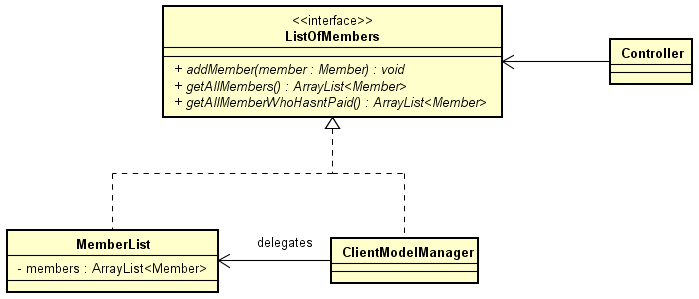 <<interface>>
ListOfMembers
+ addMember(member : Member) : void
+ getAllMembers() : ArrayList<Member>
+ getAllMemberWhoHasntPaid() : ArrayList<Member>
Controller
MemberList
- members : ArrayList<Member>
delegates
ClientModelManager